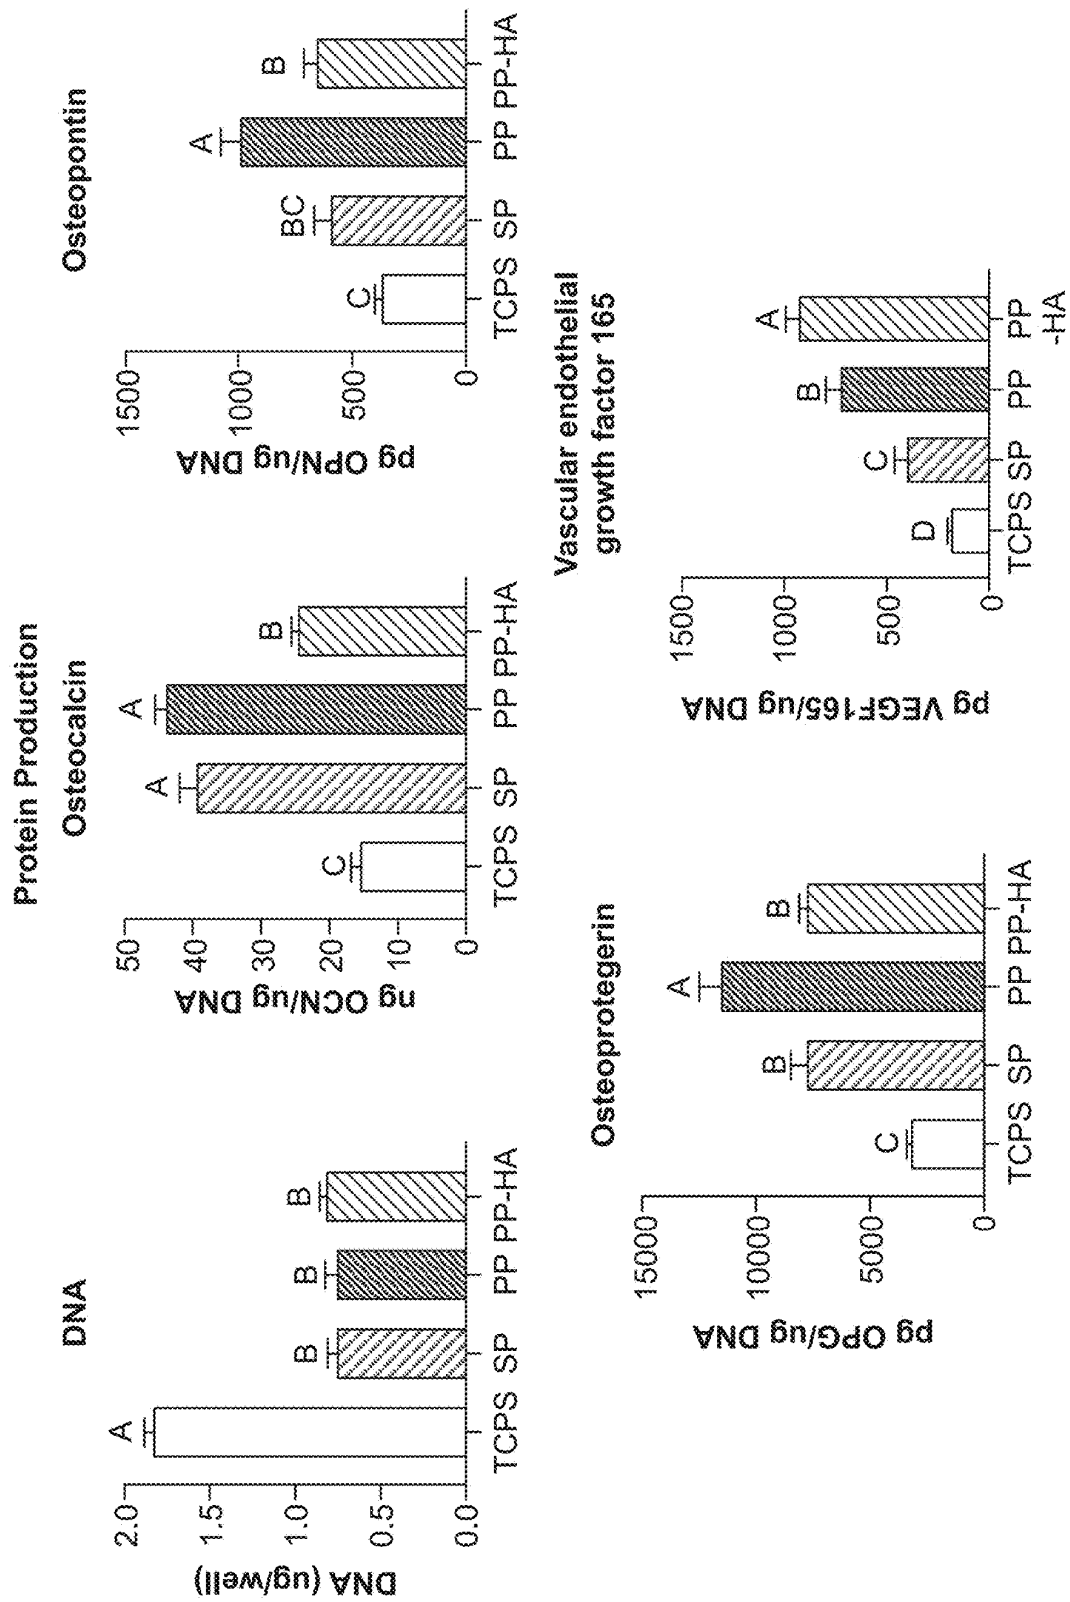 Protein Production
DNA
DNA (ug/well)
2.0
1.5
1.0
0.5
0.0
A
B
B
B
TCPS SP PP PP-HA
Osteocalcin
ng OCN/ug DNA
50
40
30
20
10
0
C
A
A
B
TCPS SP PP PP-HA
Osteopontin
pg OPN/ug DNA
1500
1000
500
0
C
BC
A
B
TCPS SP PP PP-HA
Osteoprotegerin
pg OPG/ug DNA
15000
10000
5000
0
C
B
A
B
TCPS SP PP PP-HA
Vascular endothelial
growth factor 165
pg VEGF165/ug DNA
1500
1000
500
0
D
C
B
A
TCPS SP PP PP
-HA